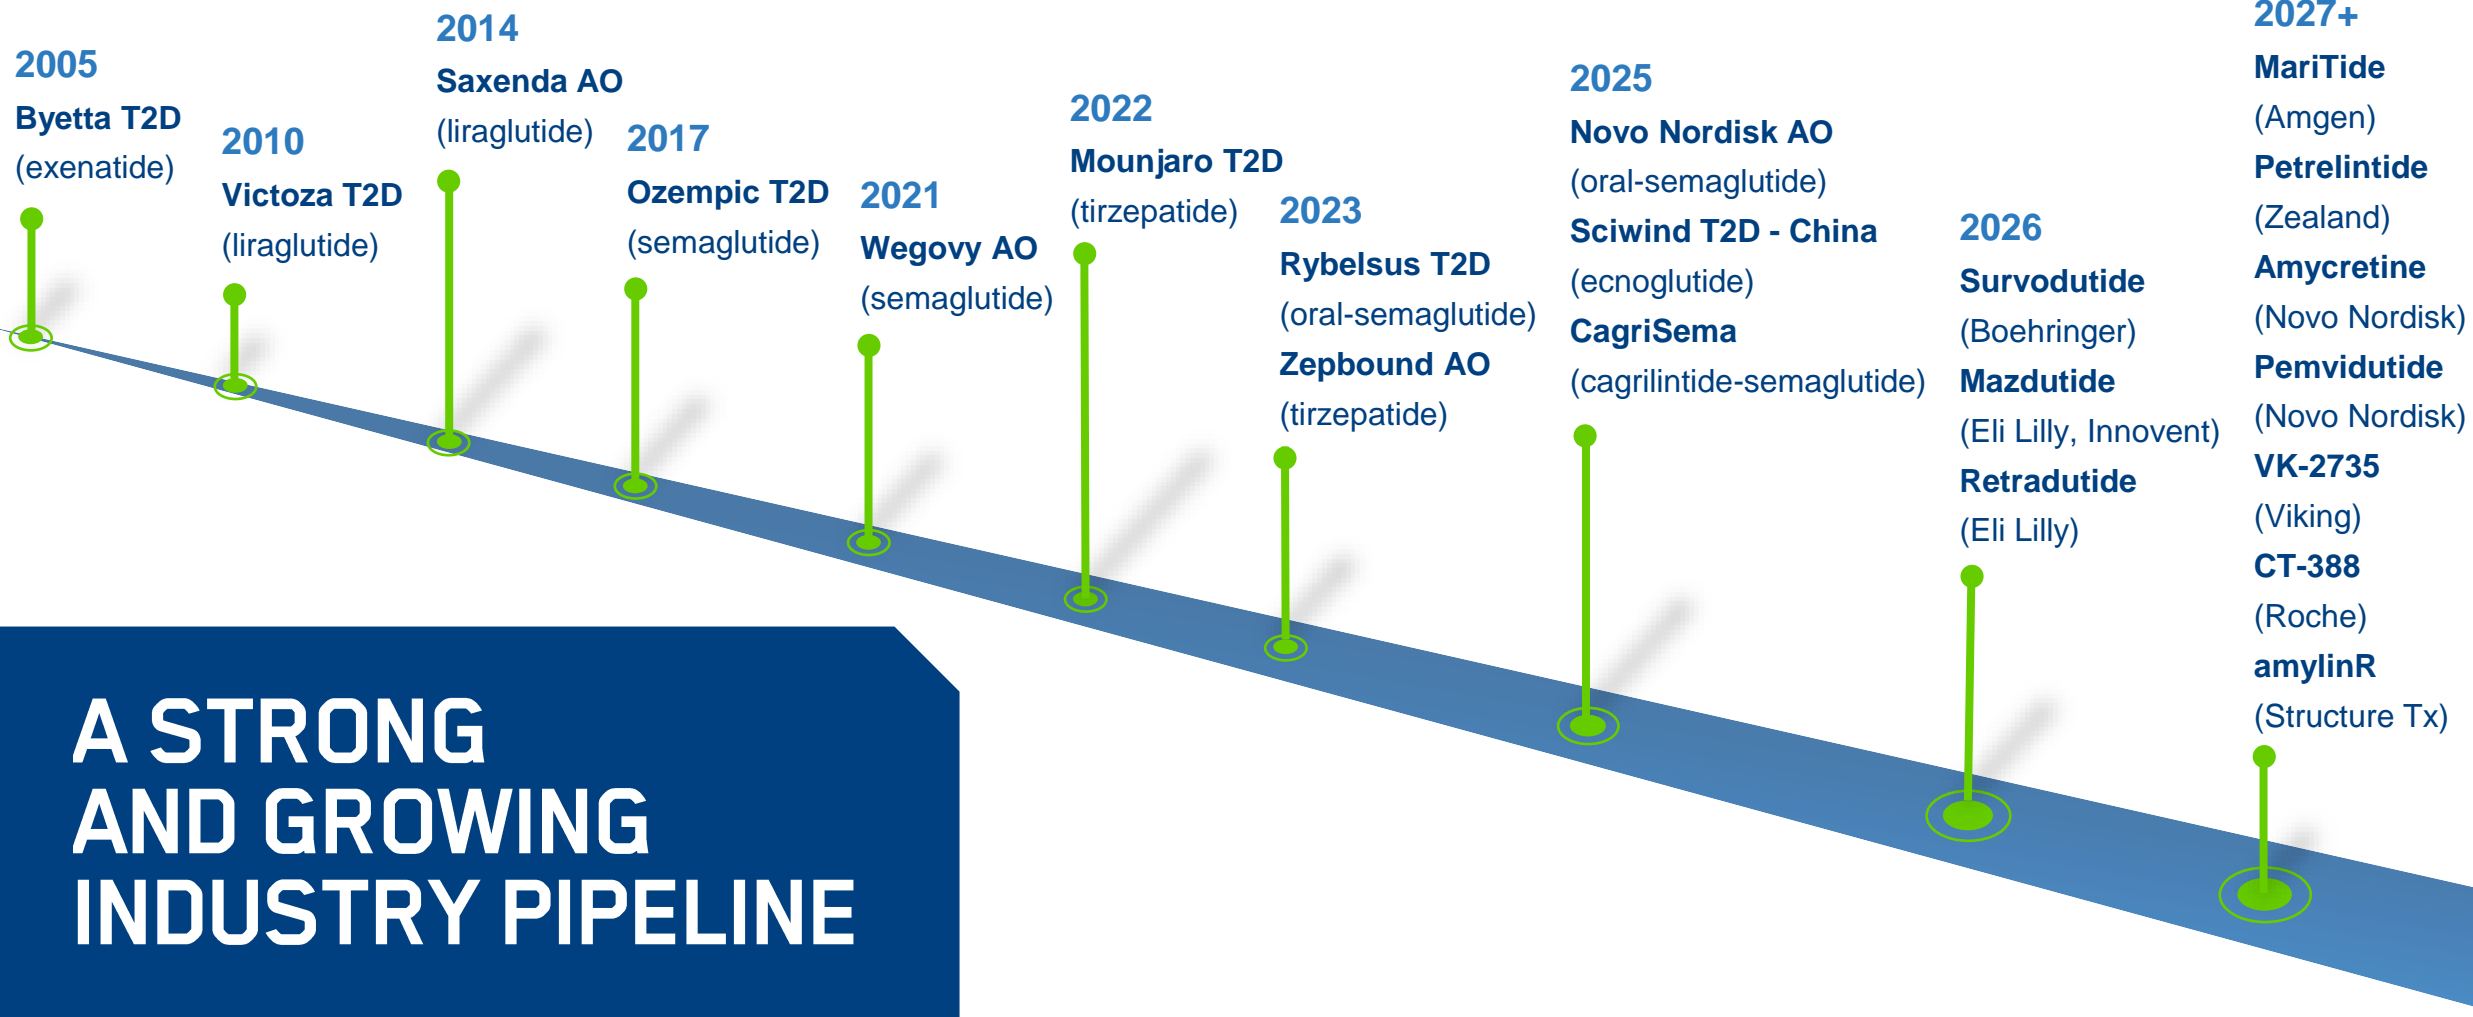 2005
Byetta T2D
(exenatide)
2010
Victoza T2D
(liraglutide)
2014
Saxenda AO
(liraglutide)
2017
Ozempic T2D
(semaglutide)
2021
Wegovy AO
(semaglutide)
2022
Mounjaro T2D
(tirzepatide)
2023
Rybelsus T2D
(oral-semaglutide)
Zepbound AO
(tirzepatide)
2025
Novo Nordisk AO
(oral-semaglutide)
Sciwind T2D - China
(ecnoglutide)
CagriSema
(cagrilintide-semaglutide)
2026
Survodutide
(Boehringer)
Mazdutide
(Eli Lilly, Innovent)
Retradutide
(Eli Lilly)
2027+
MariTide
(Amgen)
Petrelintide
(Zealand)
Amycretine
(Novo Nordisk)
Pemvidutide
(Novo Nordisk)
VK-2735
(Viking)
CT-388
(Roche)
amylinR
(Structure Tx)
A STRONG
AND GROWING
INDUSTRY PIPELINE